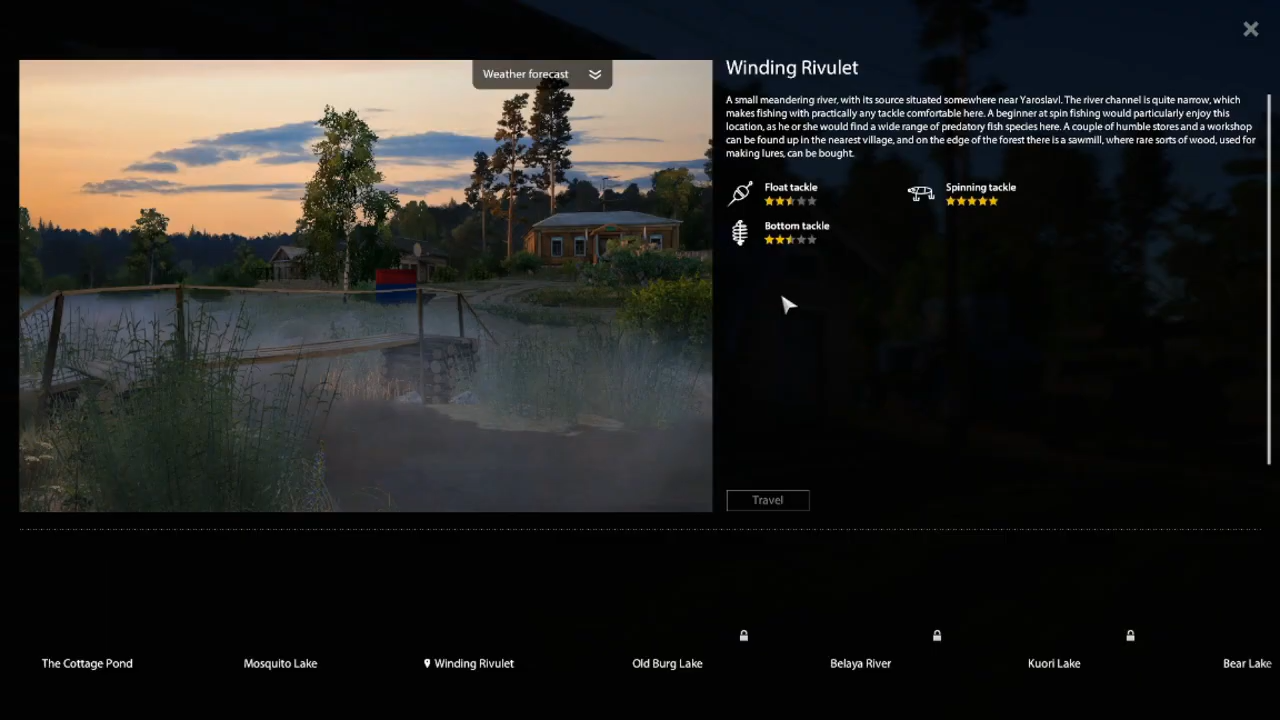 Weather forecast
Winding Rivulet
A small meandering river, with its source situated somewhere near Yaroslavl. The river channel is quite narrow, which
makes fishing with practically any tackle comfortable here. A beginner at spin fishing would particularly enjoy this
location, as he or she would find a wide range of predatory fish species here. A couple of humble stores and a workshop
can be found up in the nearest village, and on the edge of the forest there is a sawmill, where rare sorts of wood, used for
making lures, can be bought.
Float tackle
Spinning tackle
Bottom tackle
Travel
The Cottage Pond
Mosquito Lake
Winding Rivulet
Old Burg Lake
Belaya River
Kuori Lake
Bear Lake